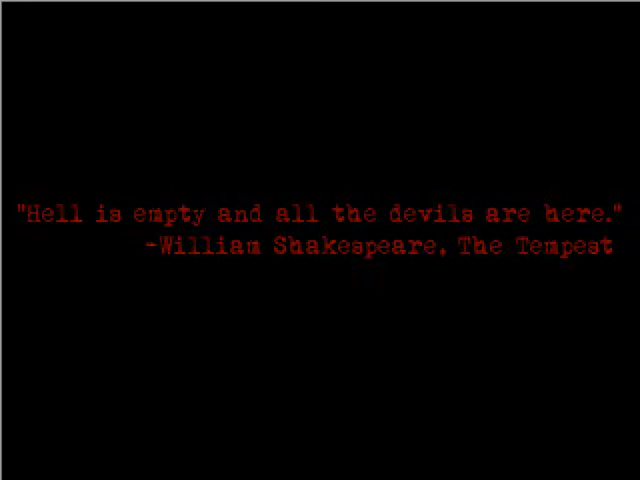 "Hell is empty and all the devils are here."
-William Shakespeare, The Tempest